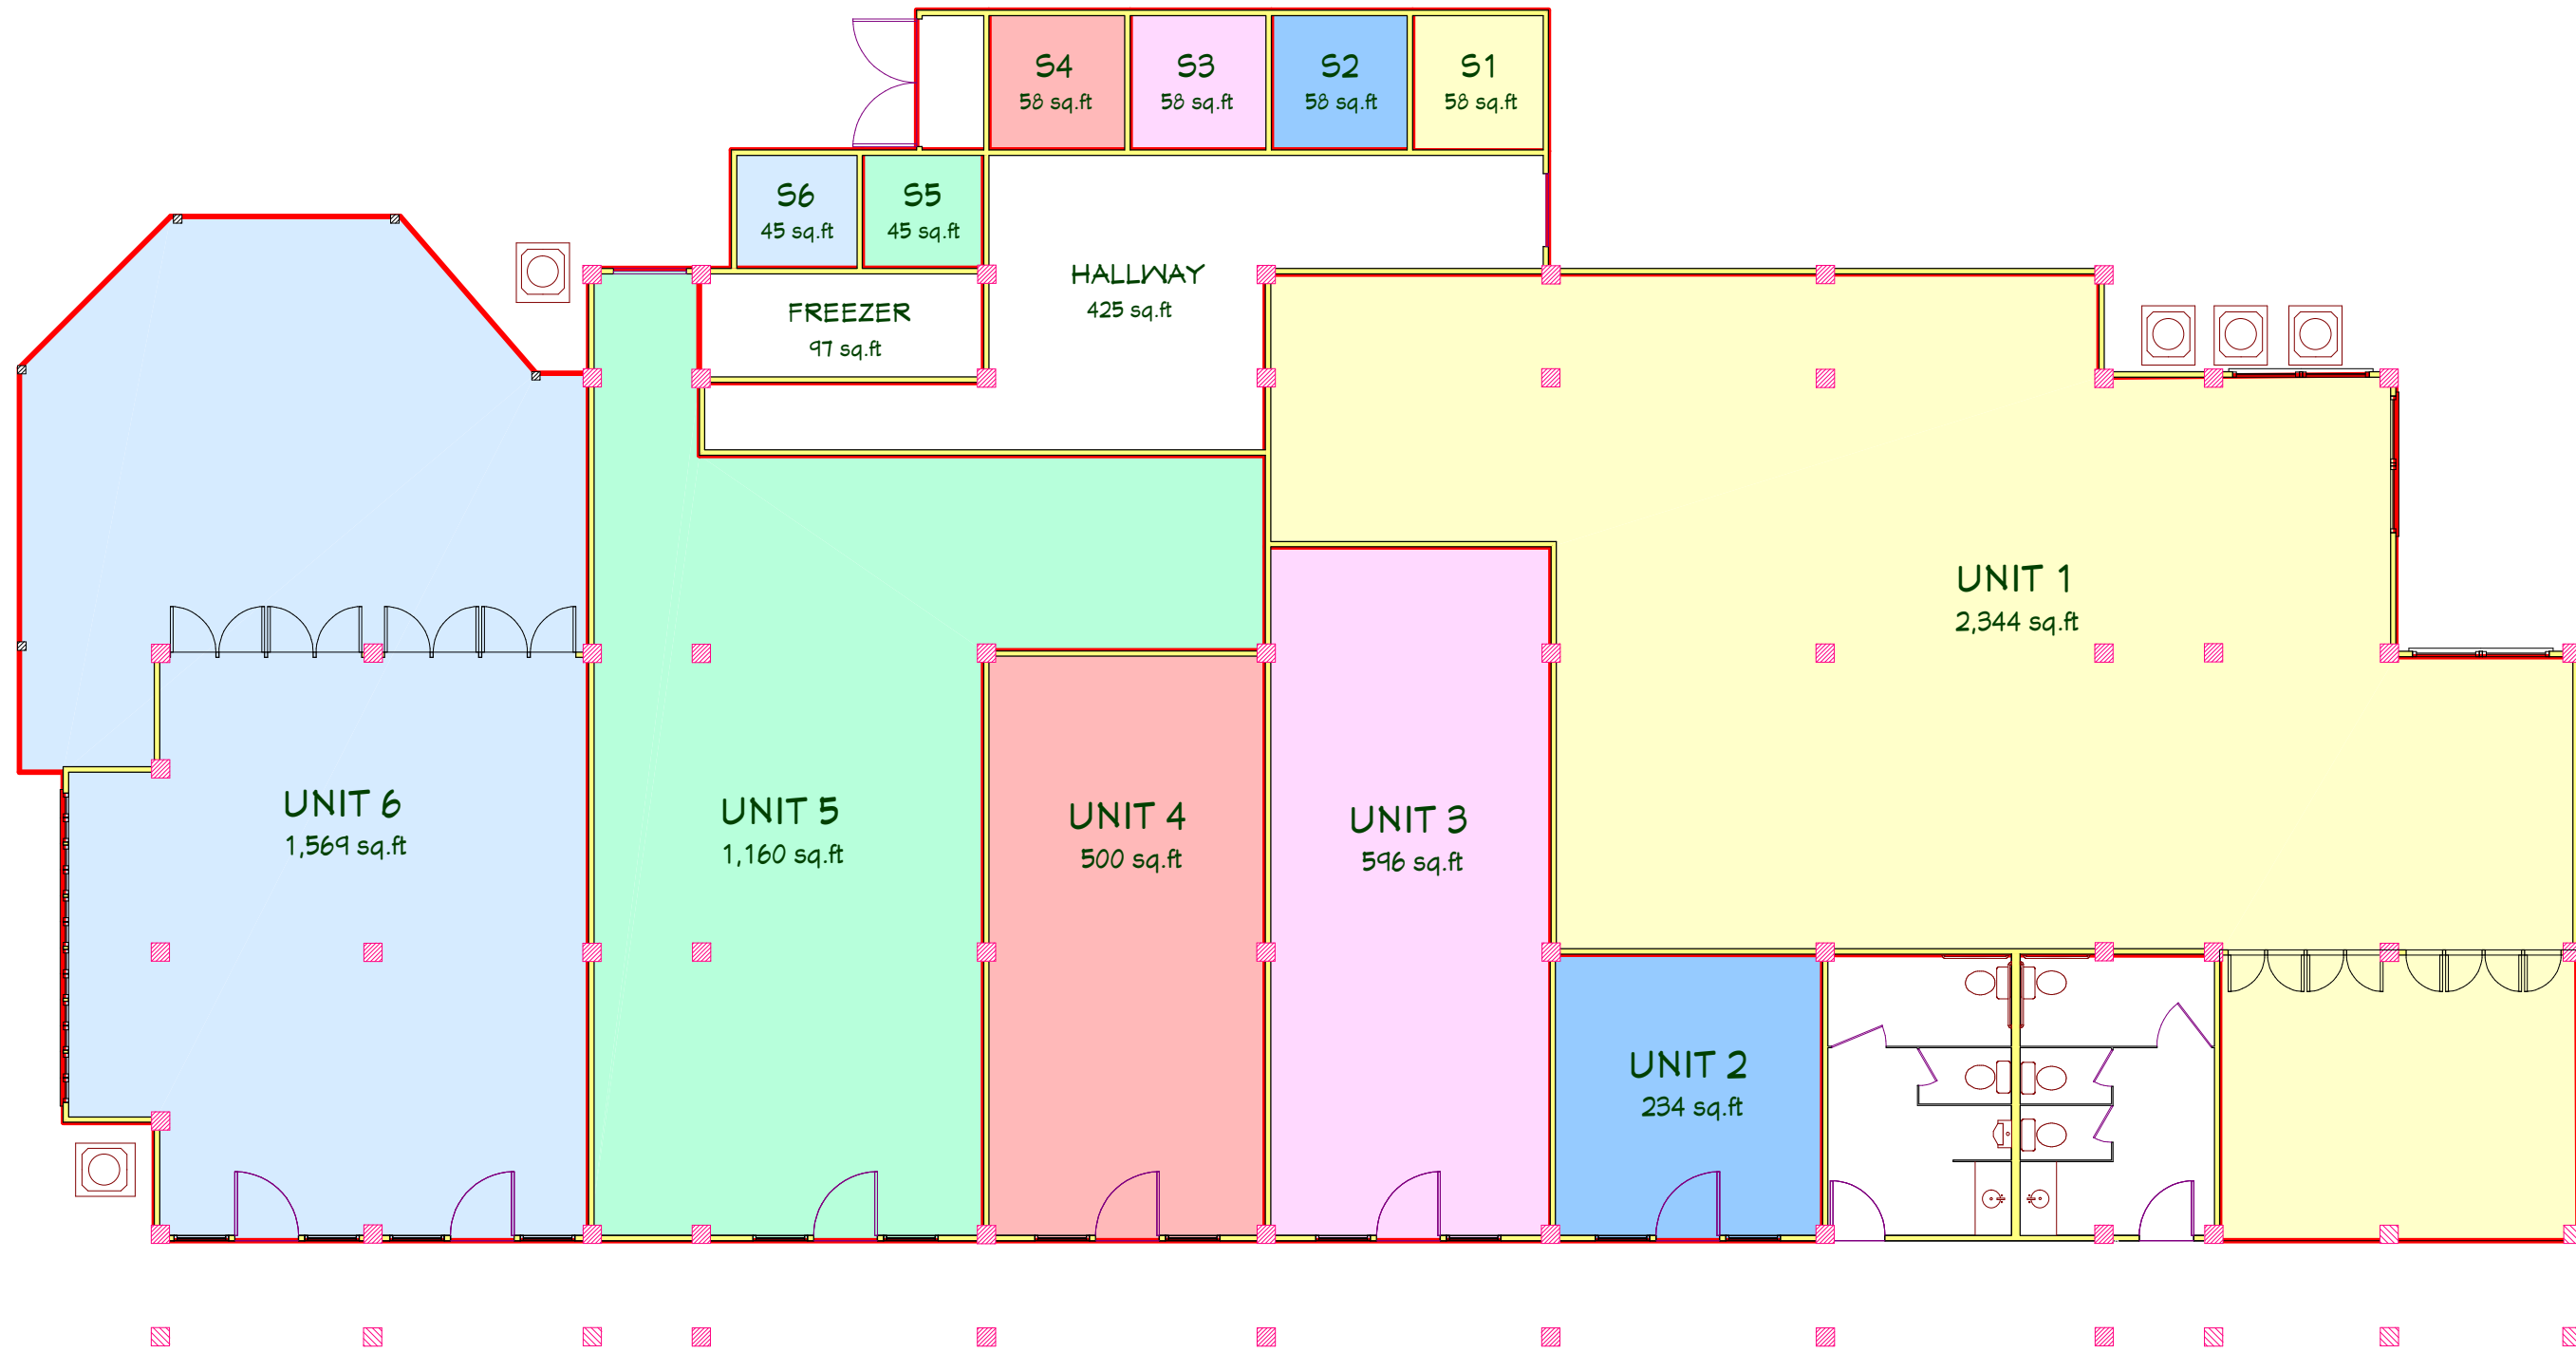 S4
58 sq.ft
S3
58 sq.ft
S2
58 sq.ft
S1
58 sq.ft
S6
45 sq.ft
S5
45 sq.ft
HALLWAY
425 sq.ft
FREEZER
97 sq.ft
UNIT 1
2,344 sq.ft
UNIT 6
1,569 sq.ft
UNIT 5
1,160 sq.ft
UNIT 4
500 sq.ft
UNIT 3
596 sq.ft
UNIT 2
234 sq.ft